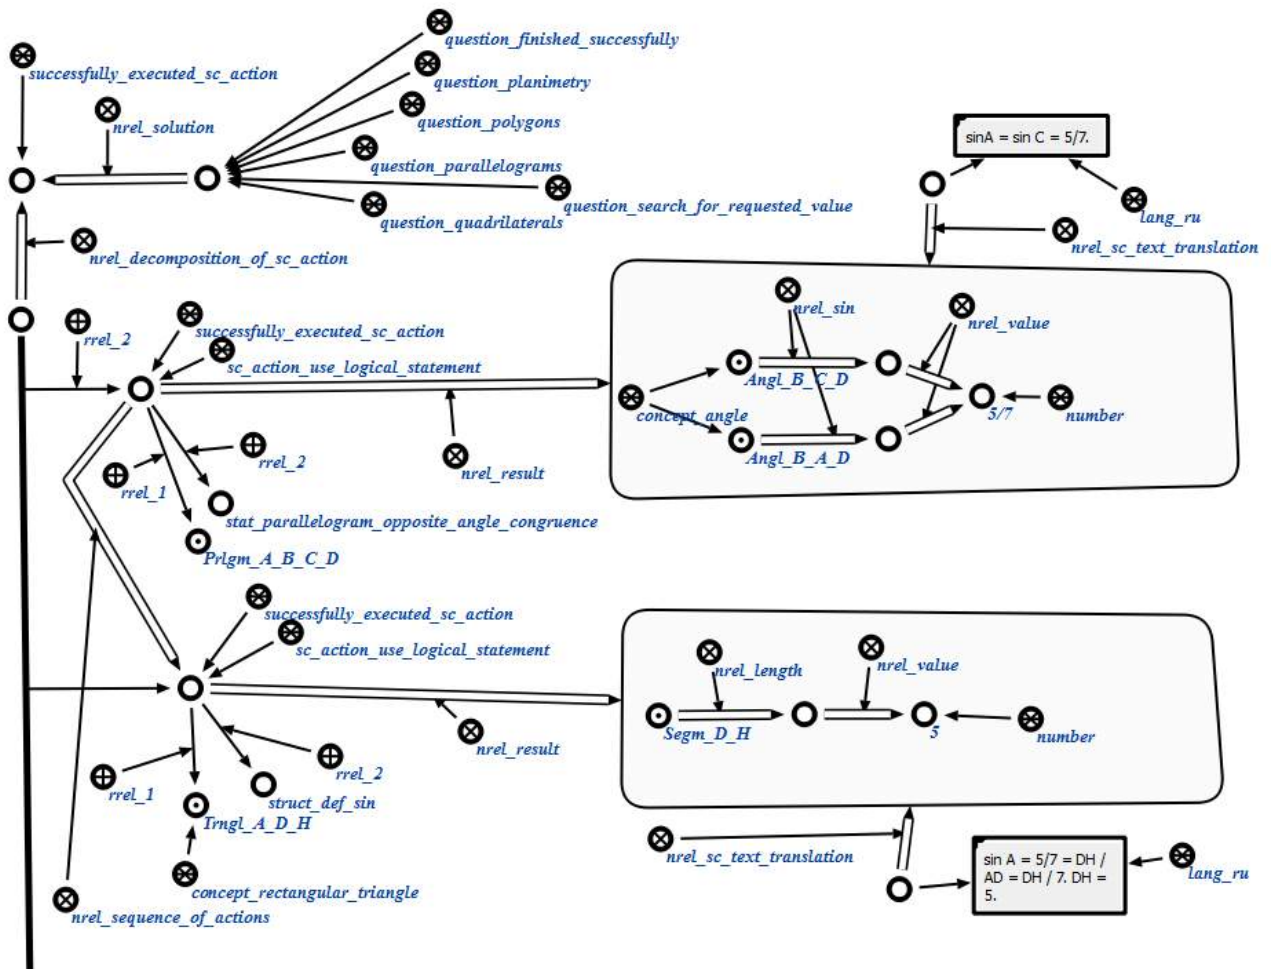 question_finished_successfully
successfully_executed_sc_action
question_planimetry
nrel_solution
question_polygons
sinA = sin C = 5/7.
question_parallelograms
question_search_for_requested_value
question_quadrilaterals
lang_ru
nrel_sc_text_translation
nrel_decomposition_of_sc_action
rrel_2
successfully_executed_sc_action
sc_action_use_logical_statement
nrel_sin
nrel_value
Angl_B_C_D
concept_angle
5/7
number
Angl_B_A_D
rrel_1
rrel_2
nrel_result
stat_parallelogram_opposite_angle_congruence
Prlgm_A_B_C_D
successfully_executed_sc_action
sc_action_use_logical_statement
nrel_length
nrel_value
Segm_D_H
5
number
nrel_result
rrel_1
rrel_2
struct_def_sin
Trngl_A_D_H
concept_rectangular_triangle
nrel_sequence_of_actions
nrel_sc_text_translation
sin A = 5/7 = DH /
AD = DH / 7. DH =
5.
lang_ru